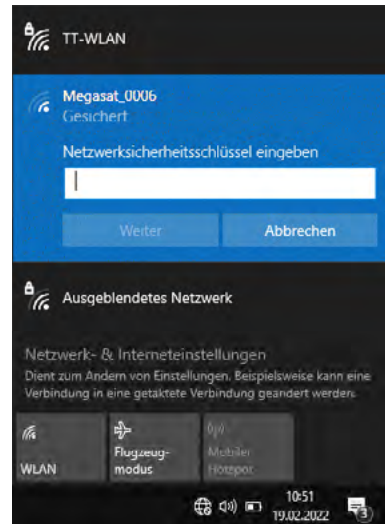 TT-WLAN
Megasat_0006
Gesichert
Netzwerksicherheitsschlüssel eingeben
Weiter
Abbrechen
Ausgeblendetes Netzwerk
Netzwerk- & Interneteinstellungen
Dient zum Ändern von Einstellungen. Beispielsweise kann eine
Verbindung in eine getaktete Verbindung geändert werden.
WLAN
Flugzeug-
modus
Mobiler
Hotspot
10:51
19.02.2022
3